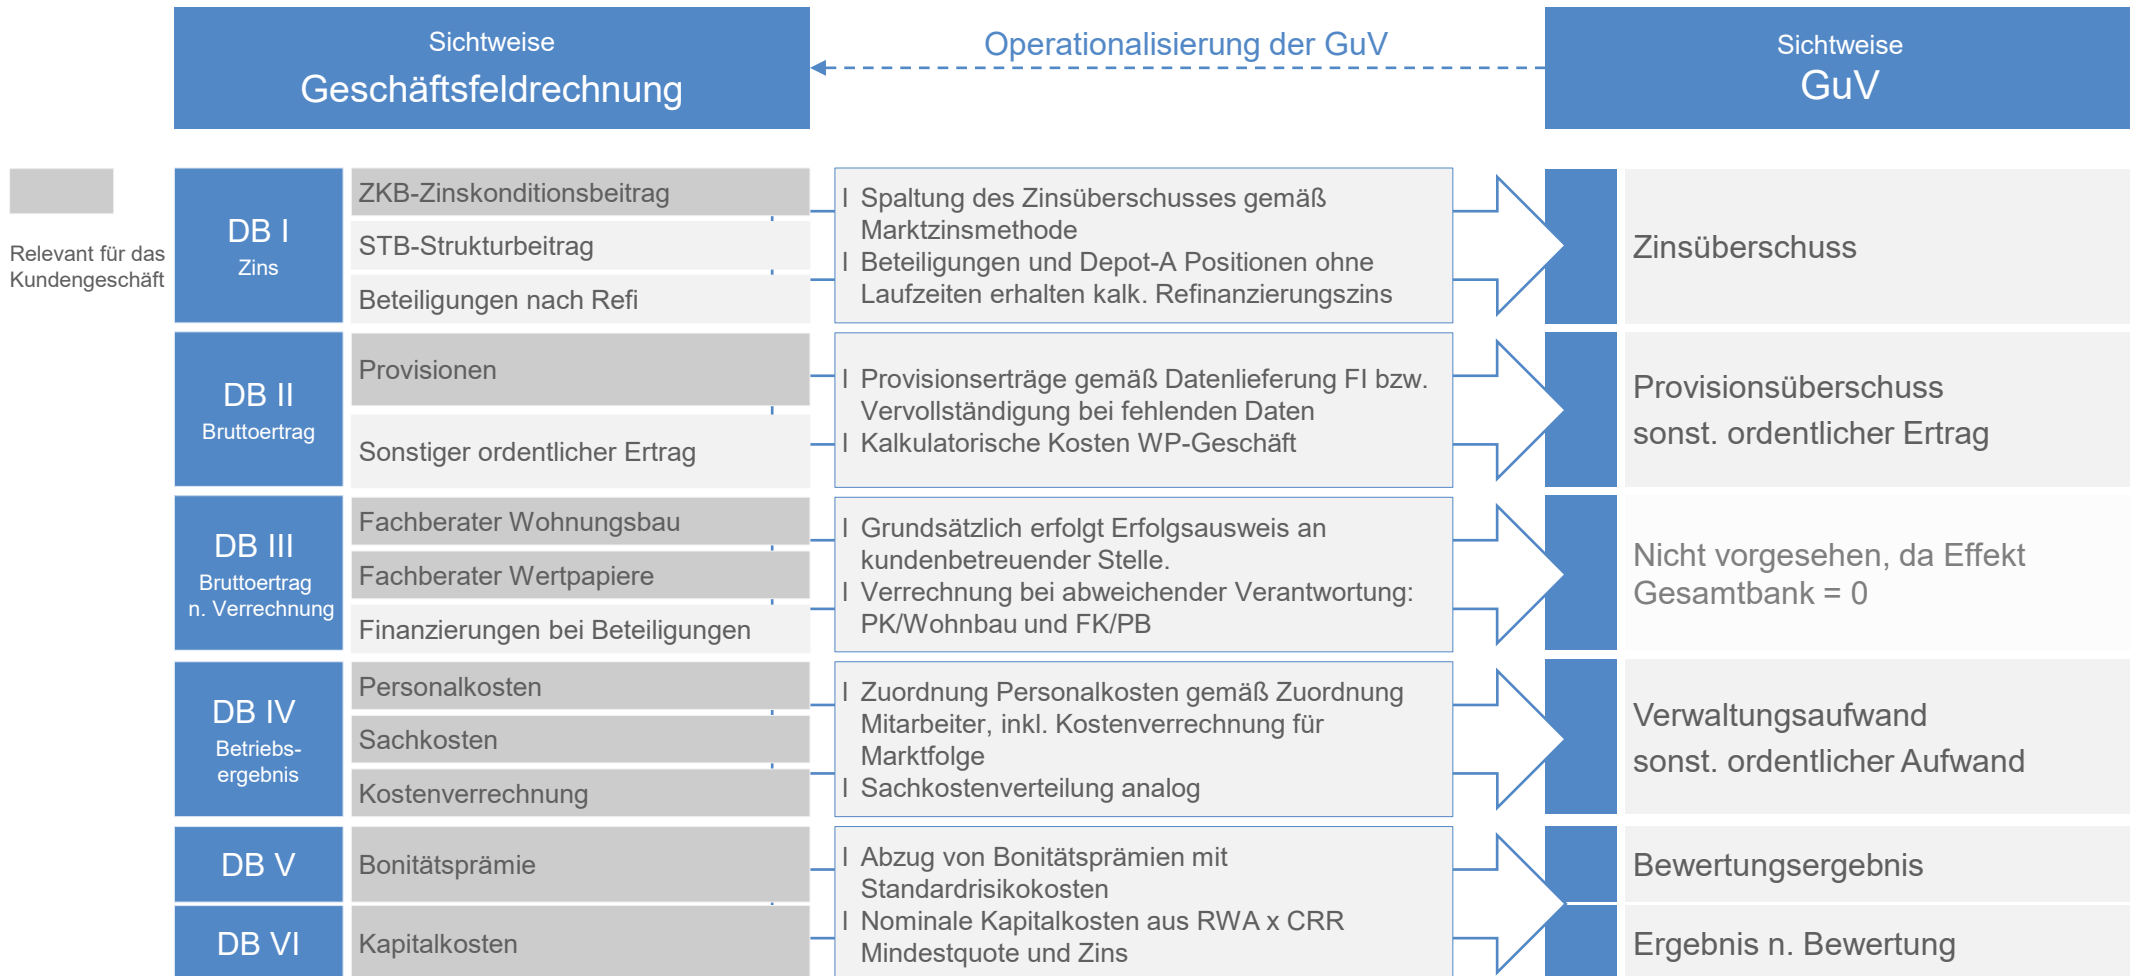 Sichtweise
Geschäftsfeldrechnung
Operationalisierung der GuV
Sichtweise
GuV
Relevant für das
Kundengeschäft
DB I
Zins
ZKB-Zinskonditionsbeitrag
STB-Strukturbeitrag
Beteiligungen nach Refi
l Spaltung des Zinsüberschusses gemäß
Marktzinsmethode
l Beteiligungen und Depot-A Positionen ohne
Laufzeiten erhalten kalk. Refinanzierungszins
Zinsüberschuss
DB II
Bruttoertrag
Provisionen
Sonstiger ordentlicher Ertrag
l Provisionserträge gemäß Datenlieferung FI bzw.
Vervollständigung bei fehlenden Daten
l Kalkulatorische Kosten WP-Geschäft
Provisionsüberschuss
sonst. ordentlicher Ertrag
DB III
Bruttoertrag
n. Verrechnung
Fachberater Wohnungsbau
Fachberater Wertpapiere
Finanzierungen bei Beteiligungen
l Grundsätzlich erfolgt Erfolgsausweis an
kundenbetreuender Stelle.
l Verrechnung bei abweichender Verantwortung:
PK/Wohnbau und FK/PB
Nicht vorgesehen, da Effekt
Gesamtbank = 0
DB IV
Betriebs-
ergebnis
Personalkosten
Sachkosten
Kostenverrechnung
l Zuordnung Personalkosten gemäß Zuordnung
Mitarbeiter, inkl. Kostenverrechnung für
Marktfolge
l Sachkostenverteilung analog
Verwaltungsaufwand
sonst. ordentlicher Aufwand
DB V
Bonitätsprämie
l Abzug von Bonitätsprämien mit
Standardrisikokosten
l Nominale Kapitalkosten aus RWA x CRR
Mindestquote und Zins
Bewertungsergebnis
DB VI
Kapitalkosten
Ergebnis n. Bewertung